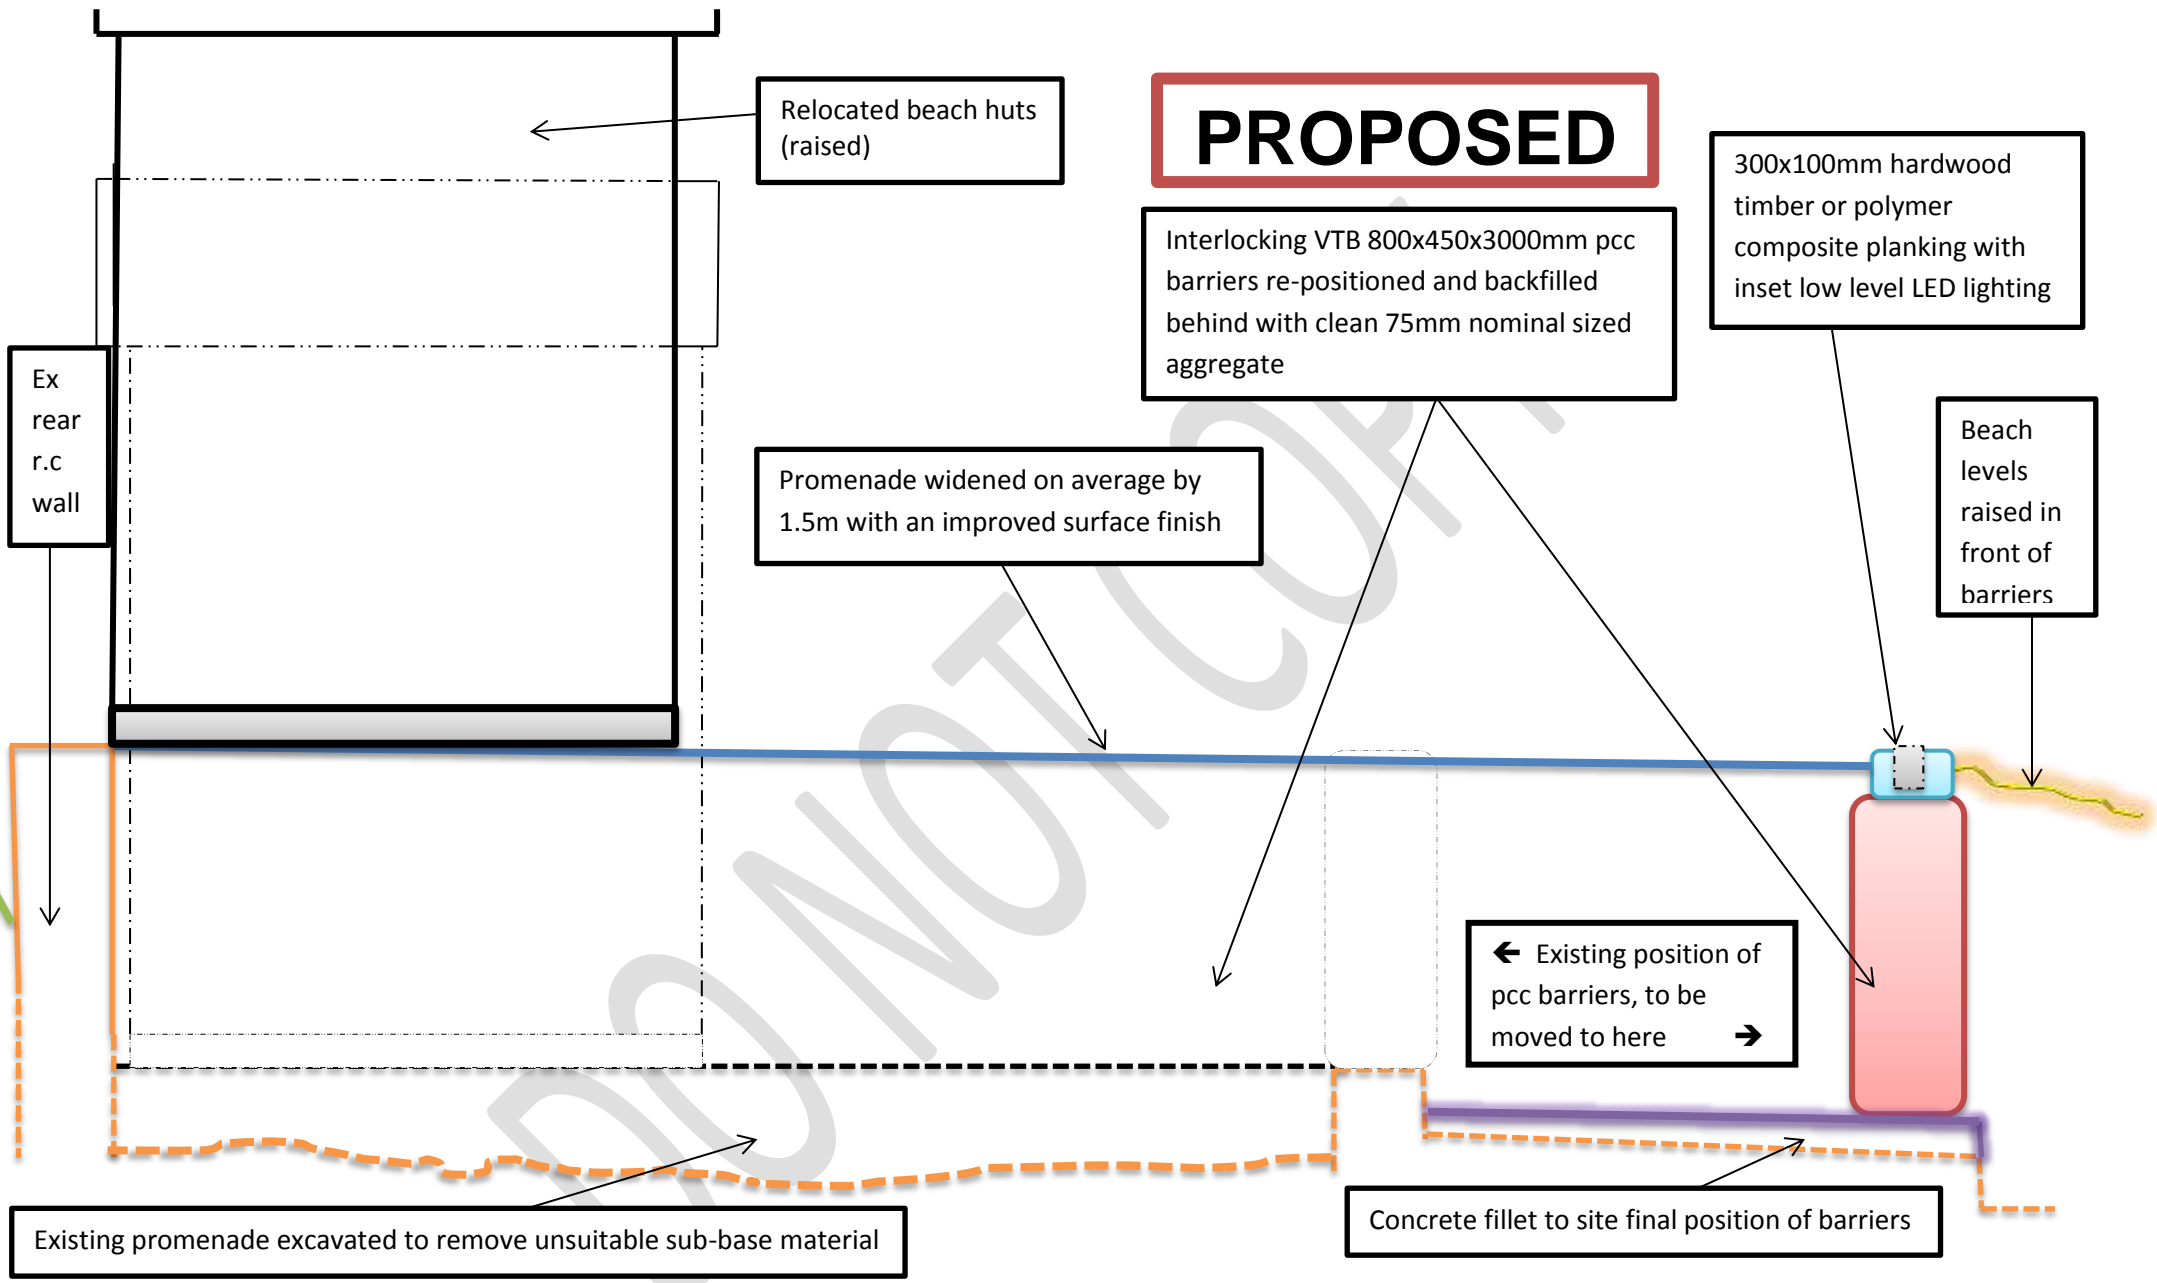 Relocated beach huts
(raised)
PROPOSED
300x100mm hardwood
timber or polymer
composite planking with
inset low level LED lighting
Interlocking VTB 800x450x3000mm pcc
barriers re-positioned and backfilled
behind with clean 75mm nominal sized
aggregate
Ex
rear
r.c
wall
Beach
levels
raised in
front of
barriers
Promenade widened on average by
1.5m with an improved surface finish
🡸 Existing position of
pcc barriers, to be
moved to here 🡺
Existing promenade excavated to remove unsuitable sub-base material
Concrete fillet to site final position of barriers
DO NOT COPY